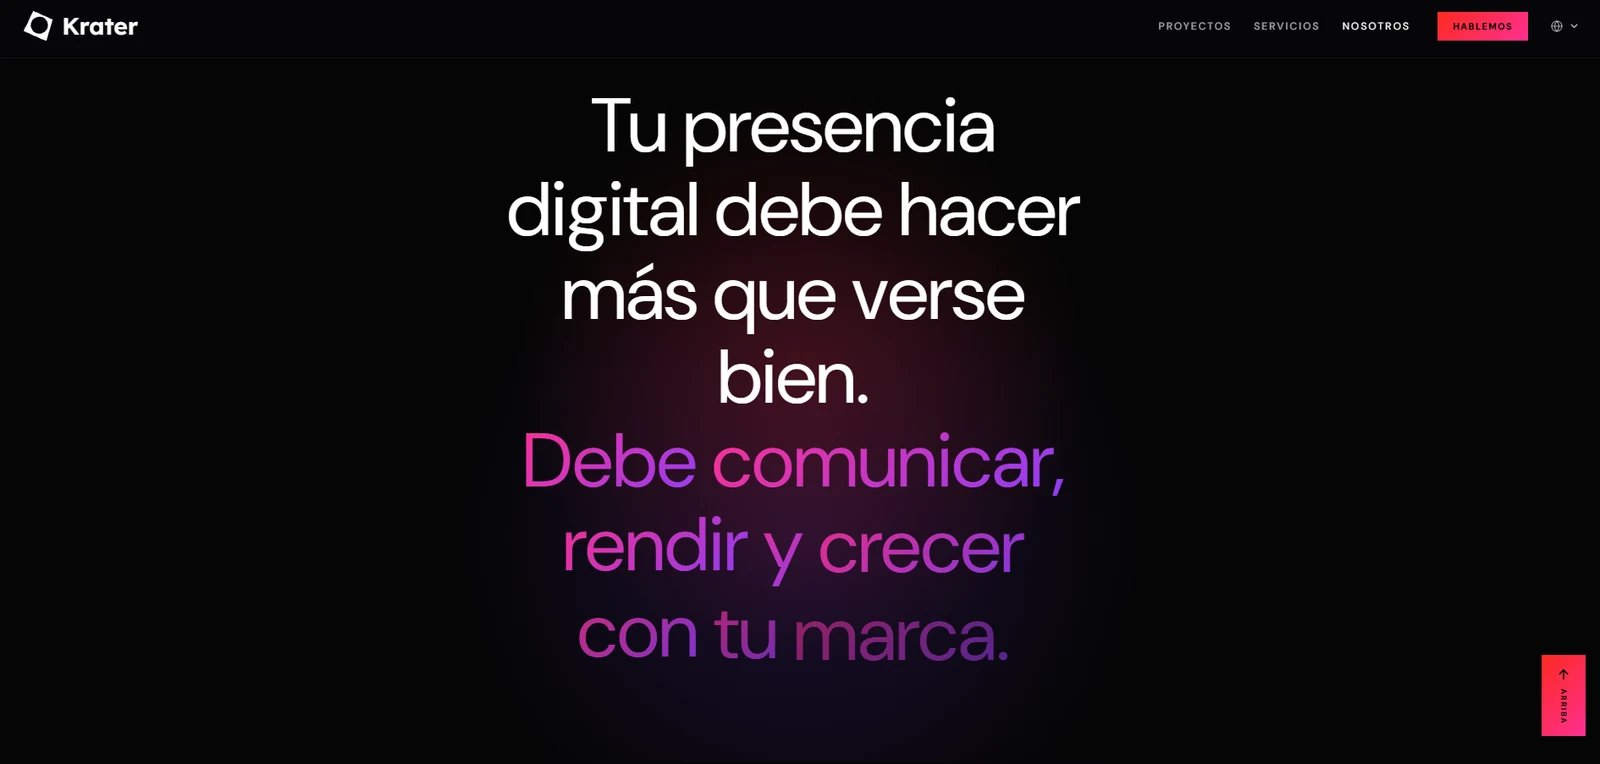 Krater
PROYECTOS
SERVICIOS
NOSOTROS
HABLEMOS
Tu presencia
digital debe hacer
más que verse
bien.
Debe comunicar,
rendir y crecer
con tu marca.
ARRIBA